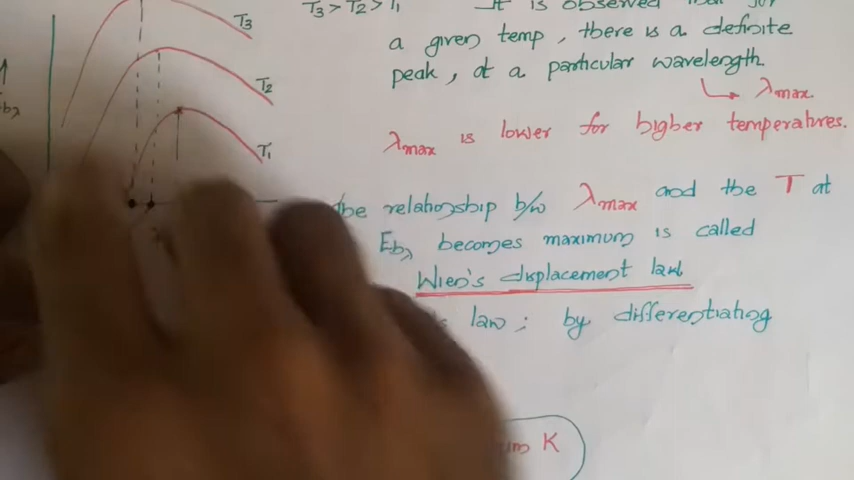 T3
T3 > T2 > T1
It is observed that for
a given temp, there is a definite
peak, at a particular wavelength.
T2
Ebλ
λmax
λmax is lower for higher temperatures.
T1
the relationship b/w λmax and the T at
Ebλ becomes maximum is called
Wien's displacement law
law ; by differentiating
K